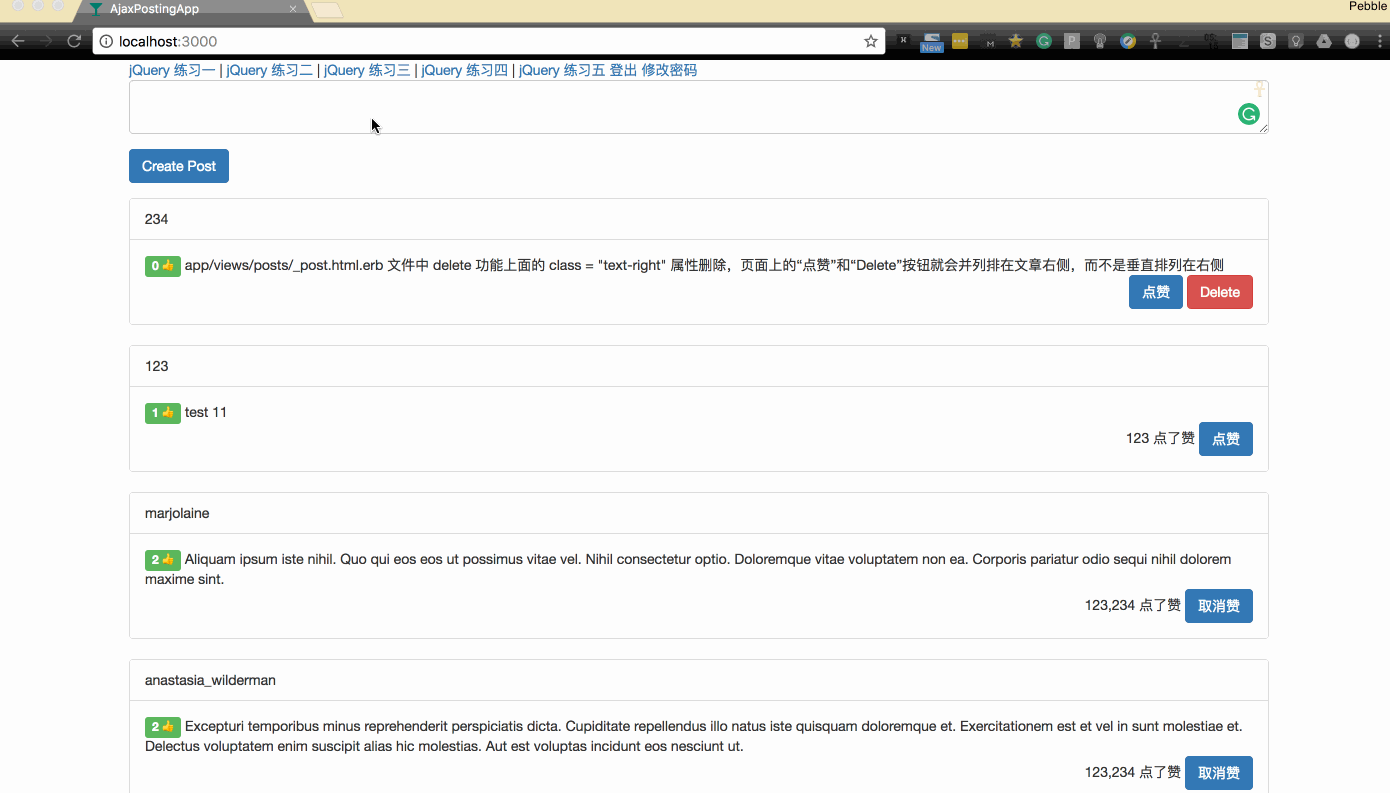 AjaxPostingApp
Pebble
localhost:3000
New
jQuery 练习一 | jQuery 练习二 | jQuery 练习三 | jQuery 练习四 | jQuery 练习五 登出 修改密码
Create Post
234
0 👍 app/views/posts/_post.html.erb 文件中 delete 功能上面的 class = "text-right" 属性删除，页面上的“点赞”和“Delete”按钮就会并列排在文章右侧，而不是垂直排列在右侧
点赞 Delete
123
1 👍 test 11
123 点了赞 点赞
marjolaine
2 👍 Aliquam ipsum iste nihil. Quo qui eos eos ut possimus vitae vel. Nihil consectetur optio. Doloremque vitae voluptatem non ea. Corporis pariatur odio sequi nihil dolorem
maxime sint.
123,234 点了赞 取消赞
anastasia_wilderman
2 👍 Excepturi temporibus minus reprehenderit perspiciatis dicta. Cupiditate repellendus illo natus iste quisquam doloremque et. Exercitationem est et vel in sunt molestiae et.
Delectus voluptatem enim suscipit alias hic molestias. Aut est voluptas incidunt eos nesciunt ut.
123,234 点了赞 取消赞